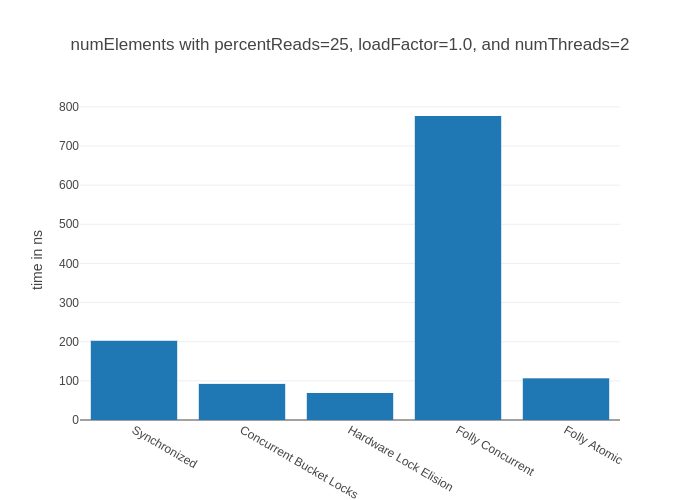 numElements with percentReads=25, loadFactor=1.0, and numThreads=2
time in ns
800
700
600
500
400
300
200
100
0
Synchronized
Concurrent Bucket Locks
Hardware Lock Elision
Folly Concurrent
Folly Atomic